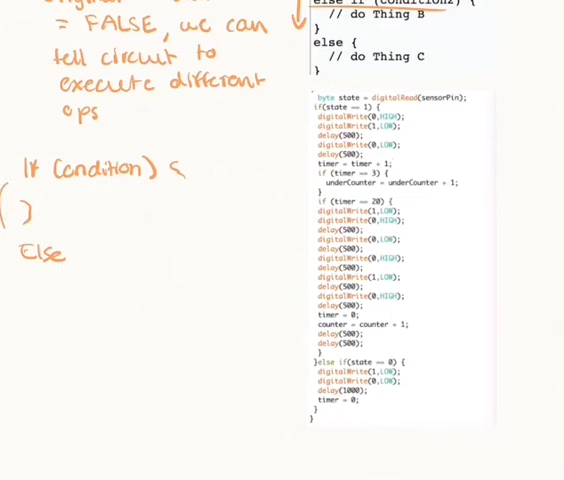 = FALSE, we can
tell circuit to
execute different
ops
If (condition) {
}
Else
else if (condition2) {
// do Thing B
}
else {
// do Thing C
}
byte state = digitalRead(sensorPin);
if(state == 1) {
digitalWrite(0,HIGH);
digitalWrite(1,LOW);
delay(500);
digitalWrite(0,LOW);
delay(500);
timer = timer + 1;
if (timer == 3) {
underCounter = underCounter + 1;
}
if (timer == 20) {
digitalWrite(1,LOW);
digitalWrite(0,HIGH);
delay(500);
digitalWrite(0,LOW);
delay(500);
digitalWrite(0,HIGH);
delay(500);
digitalWrite(1,LOW);
delay(500);
digitalWrite(0,HIGH);
delay(500);
timer = 0;
counter = counter + 1;
delay(500);
delay(500);
}
}else if(state == 0) {
digitalWrite(1,LOW);
digitalWrite(0,LOW);
delay(1000);
timer = 0;
}
}